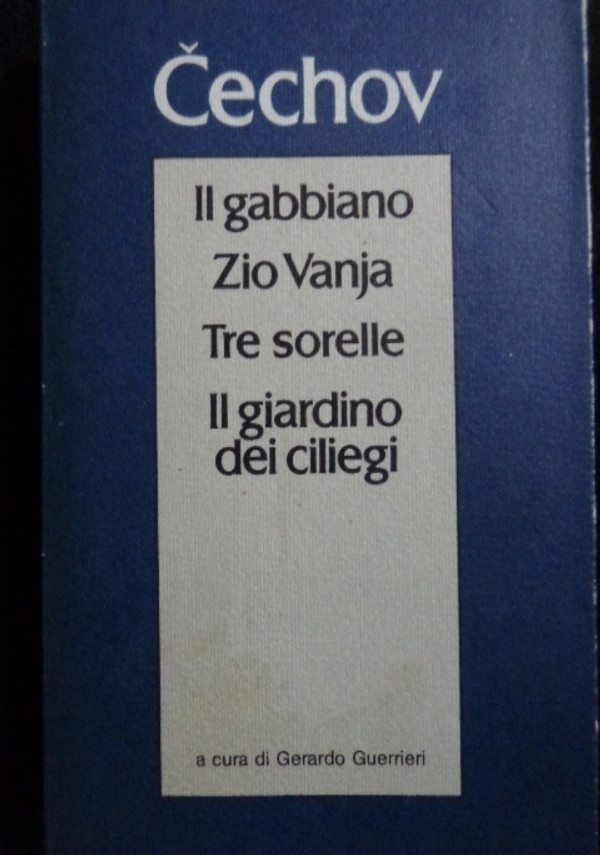 Čechov
Il gabbiano
Zio Vanja
Tre sorelle
Il giardino
dei ciliegi
a cura di Gerardo Guerrieri